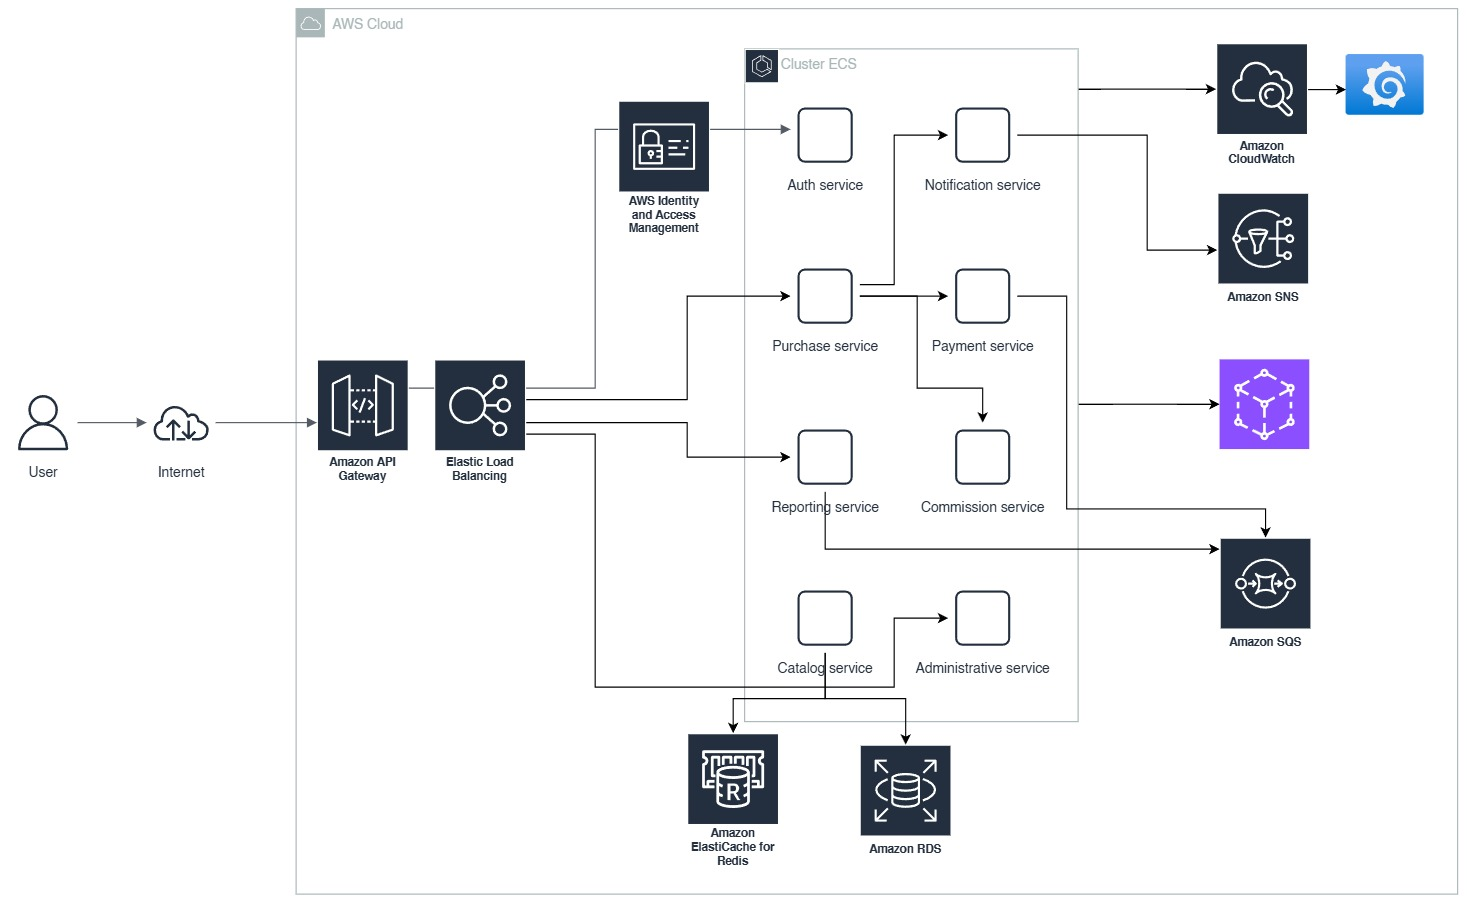 AWS Cloud
Cluster ECS
Amazon
CloudWatch
AWS Identity
and Access
Management
Auth service
Notification service
Amazon SNS
Purchase service
Payment service
User
Internet
Amazon API
Gateway
Elastic Load
Balancing
Reporting service
Commission service
Amazon SQS
Catalog service
Administrative service
R
Amazon
ElastiCache for
Redis
Amazon RDS